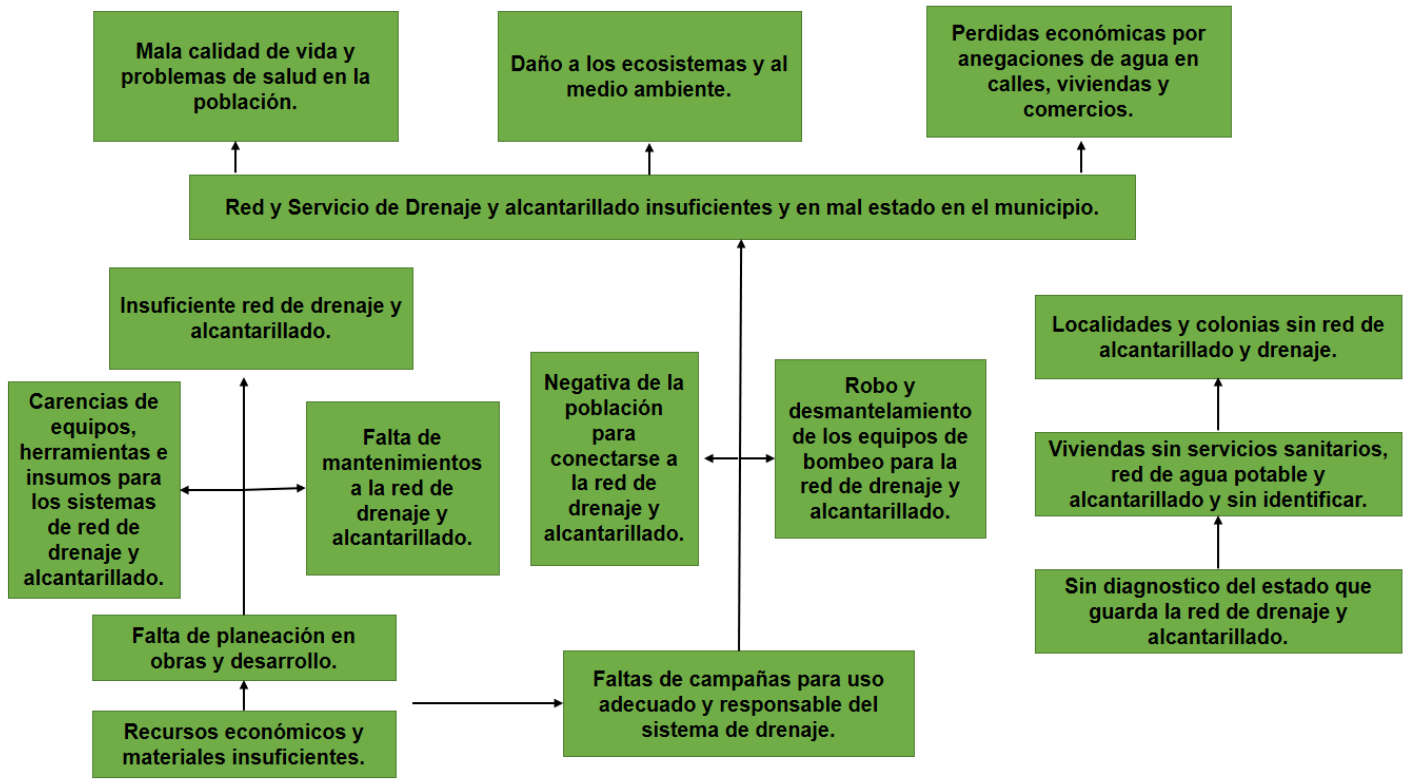 Mala calidad de vida y
problemas de salud en la
población.
Daño a los ecosistemas y al
medio ambiente.
Perdidas económicas por
anegaciones de agua en
calles, viviendas y
comercios.
Red y Servicio de Drenaje y alcantarillado insuficientes y en mal estado en el municipio.
Insuficiente red de drenaje y
alcantarillado.
Carencias de
equipos,
herramientas e
insumos para
los sistemas
de red de
drenaje y
alcantarillado.
Falta de
mantenimientos
a la red de
drenaje y
alcantarillado.
Falta de planeación en
obras y desarrollo.
Recursos económicos y
materiales insuficientes.
Negativa de la
población
para
conectarse a
la red de
drenaje y
alcantarillado.
Robo y
desmantelamiento
de los equipos de
bombeo para la
red de drenaje y
alcantarillado.
Faltas de campañas para uso
adecuado y responsable del
sistema de drenaje.
Localidades y colonias sin red de
alcantarillado y drenaje.
Viviendas sin servicios sanitarios,
red de agua potable y
alcantarillado y sin identificar.
Sin diagnostico del estado que
guarda la red de drenaje y
alcantarillado.